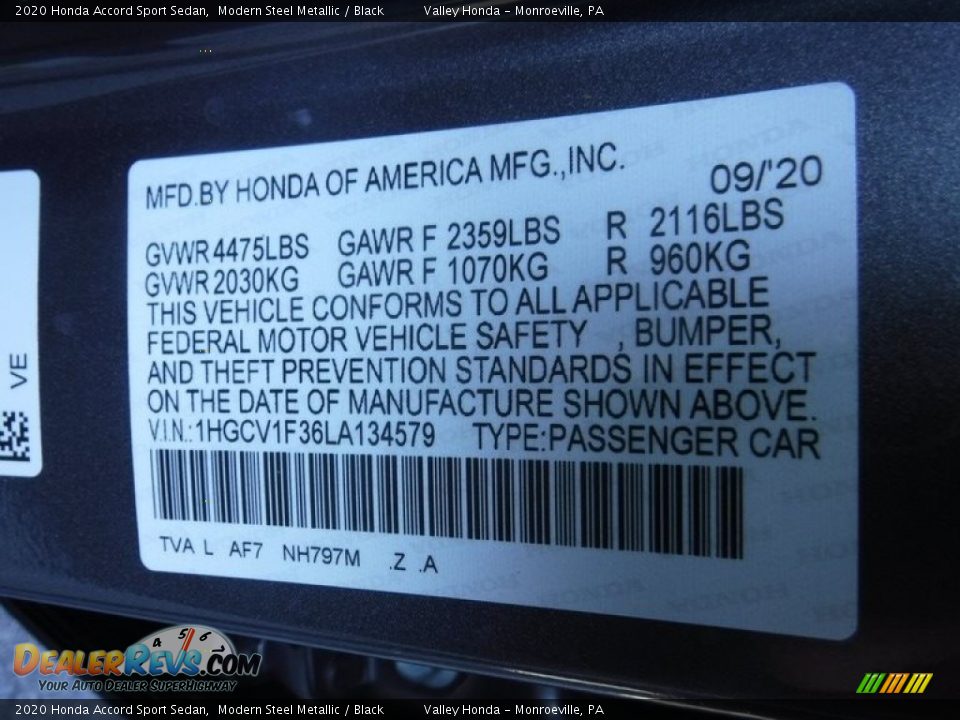 2020 Honda Accord Sport Sedan,  Modern Steel Metallic / Black        Valley Honda - Monroeville, PA
MFD.BY HONDA OF AMERICA MFG.,INC.
09/'20
GVWR 4475LBS  GAWR F 2359LBS  R 2116LBS
GVWR 2030KG  GAWR F 1070KG  R 960KG
THIS VEHICLE CONFORMS TO ALL APPLICABLE
FEDERAL MOTOR VEHICLE SAFETY , BUMPER,
AND THEFT PREVENTION STANDARDS IN EFFECT
ON THE DATE OF MANUFACTURE SHOWN ABOVE.
V.I.N.:1HGCV1F36LA134579  TYPE:PASSENGER CAR
TVA L  AF7  NH797M  .Z .A
VE
4 5 6 7
DEALERREVS.COM
YOUR AUTO DEALER SUPERHIGHWAY
2020 Honda Accord Sport Sedan,  Modern Steel Metallic / Black        Valley Honda - Monroeville, PA